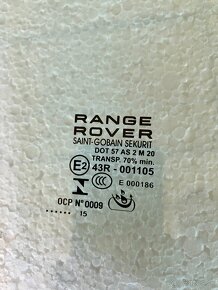 RANGE
ROVER
SAINT-GOBAIN SEKURIT
DOT 57 AS 2 M 20
TRANSP. 70% min.
E2 43R - 001105
CCC E 000186
OCP N° 0009
15